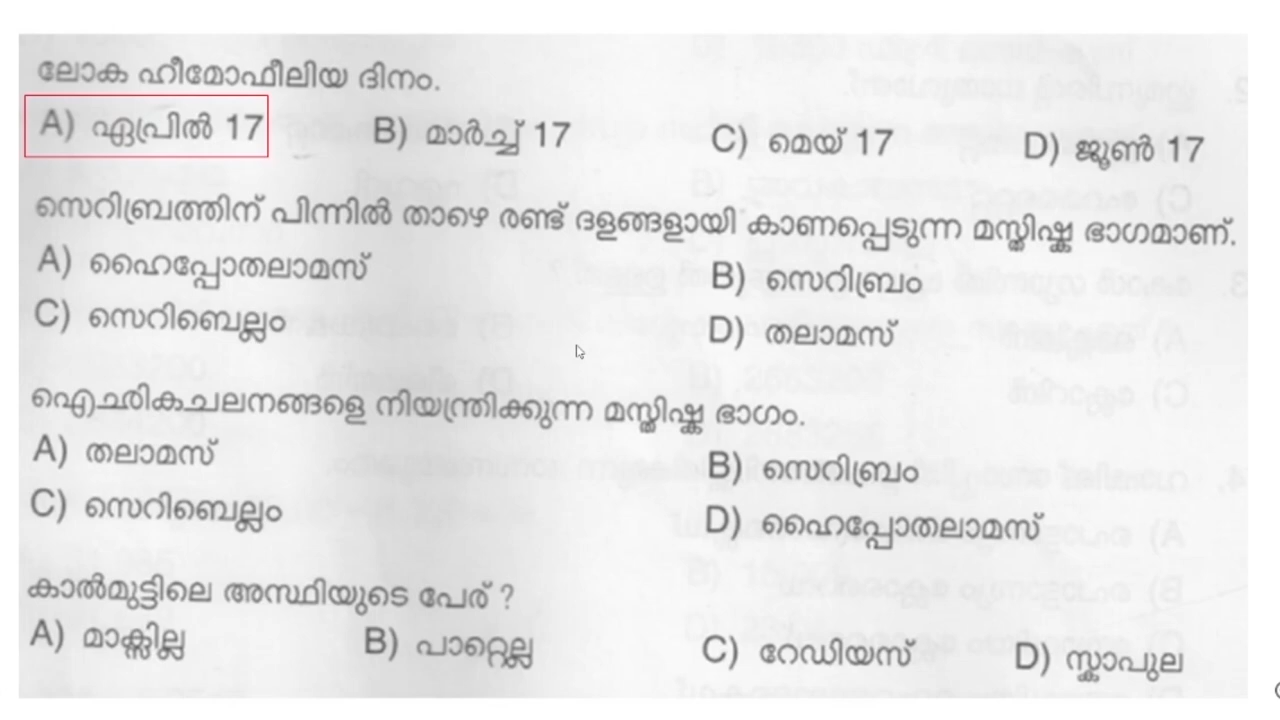 ലോക ഹീമോഫീലിയ ദിനം.
A) ഏപ്രിൽ 17 B) മാർച്ച് 17 C) മെയ് 17 D) ജൂൺ 17
സെറിബ്രത്തിന് പിന്നിൽ താഴെ രണ്ട് ദളങ്ങളായി കാണപ്പെടുന്ന മസ്തിഷ്ക ഭാഗമാണ്.
A) ഹൈപ്പോതലാമസ് B) സെറിബ്രം
C) സെറിബെല്ലം D) തലാമസ്
ഐഛികചലനങ്ങളെ നിയന്ത്രിക്കുന്ന മസ്തിഷ്ക ഭാഗം.
A) തലാമസ് B) സെറിബ്രം
C) സെറിബെല്ലം D) ഹൈപ്പോതലാമസ്
കാൽമുട്ടിലെ അസ്ഥിയുടെ പേര് ?
A) മാക്സില്ല B) പാറ്റെല്ല C) റേഡിയസ് D) സ്കാപുല